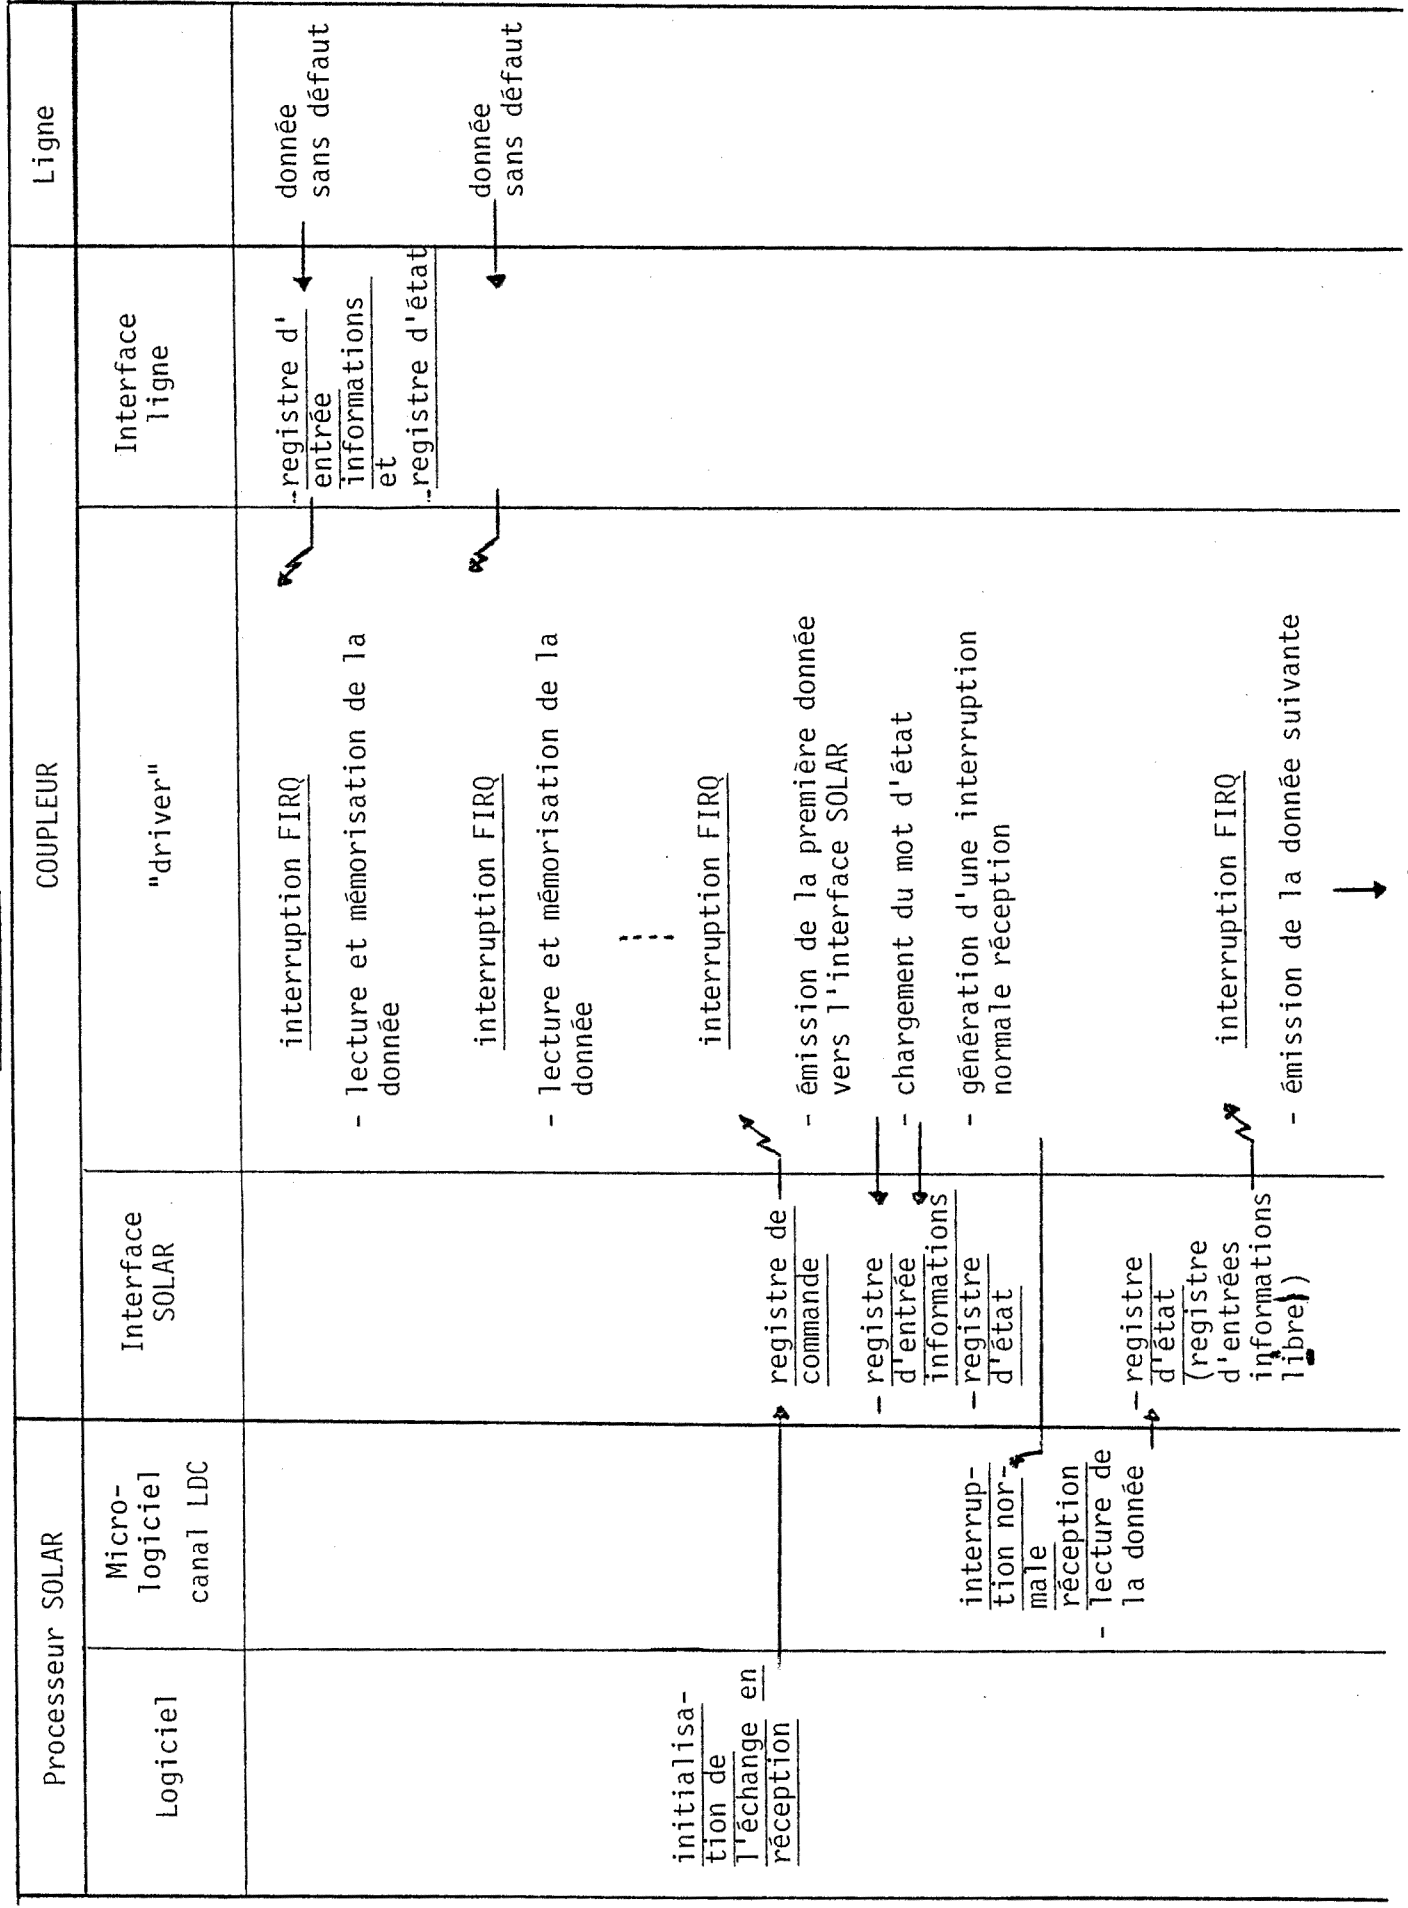 Processeur SOLAR
COUPLEUR
Ligne
Logiciel
Micro-
logiciel
canal LDC
Interface
SOLAR
"driver"
Interface
ligne
interruption FIRQ
- lecture et mémorisation de la
donnée
registre d'
entrée
informations
et
registre d'état
donnée
sans défaut
interruption FIRQ
- lecture et mémorisation de la
donnée
donnée
sans défaut
initialisa-
tion de
l'échange en
réception
registre de
commande
interruption FIRQ
- émission de la première donnée
vers l'interface SOLAR
- chargement du mot d'état
- génération d'une interruption
normale réception
- registre
d'entrée
informations
- registre
d'état
interrup-
tion nor-
male
réception
- lecture de
la donnée
- registre
d'état
(registre
d'entrées
informations
libre))
interruption FIRQ
- émission de la donnée suivante